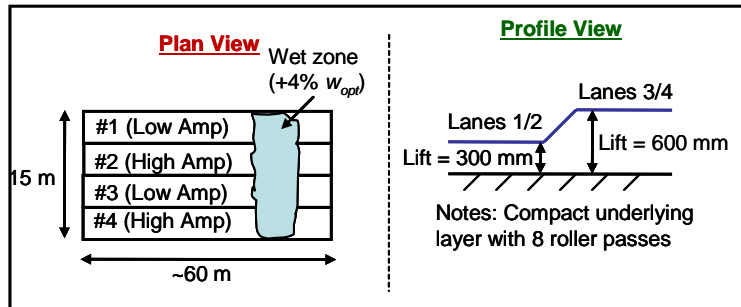 Plan View
Wet zone
(+4% wopt)
#1 (Low Amp)
#2 (High Amp)
#3 (Low Amp)
#4 (High Amp)
15 m
~60 m
Profile View
Lanes 3/4
Lanes 1/2
Lift = 300 mm
Lift = 600 mm
Notes: Compact underlying
layer with 8 roller passes